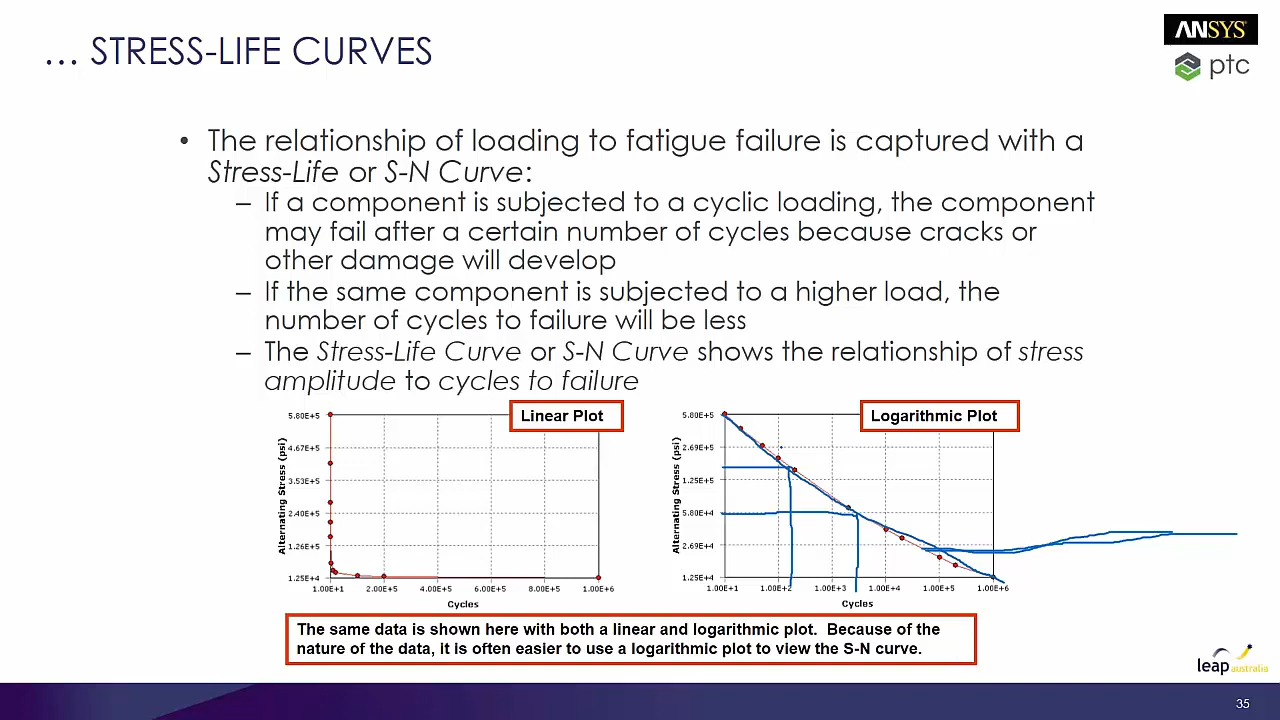 ... STRESS-LIFE CURVES
ANSYS
ptc
• The relationship of loading to fatigue failure is captured with a
Stress-Life or S-N Curve:
– If a component is subjected to a cyclic loading, the component
may fail after a certain number of cycles because cracks or
other damage will develop
– If the same component is subjected to a higher load, the
number of cycles to failure will be less
– The Stress-Life Curve or S-N Curve shows the relationship of stress
amplitude to cycles to failure
Linear Plot
Alternating Stress (psi)
5.80E+5
4.67E+5
3.53E+5
2.40E+5
1.26E+5
1.25E+4
1.00E+1 2.00E+5 4.00E+5 6.00E+5 8.00E+5 1.00E+6
Cycles
Logarithmic Plot
Alternating Stress (psi)
5.80E+5
2.69E+5
1.25E+5
5.80E+4
2.69E+4
1.25E+4
1.00E+1 1.00E+2 1.00E+3 1.00E+4 1.00E+5 1.00E+6
Cycles
The same data is shown here with both a linear and logarithmic plot. Because of the
nature of the data, it is often easier to use a logarithmic plot to view the S-N curve.
leap australia
35